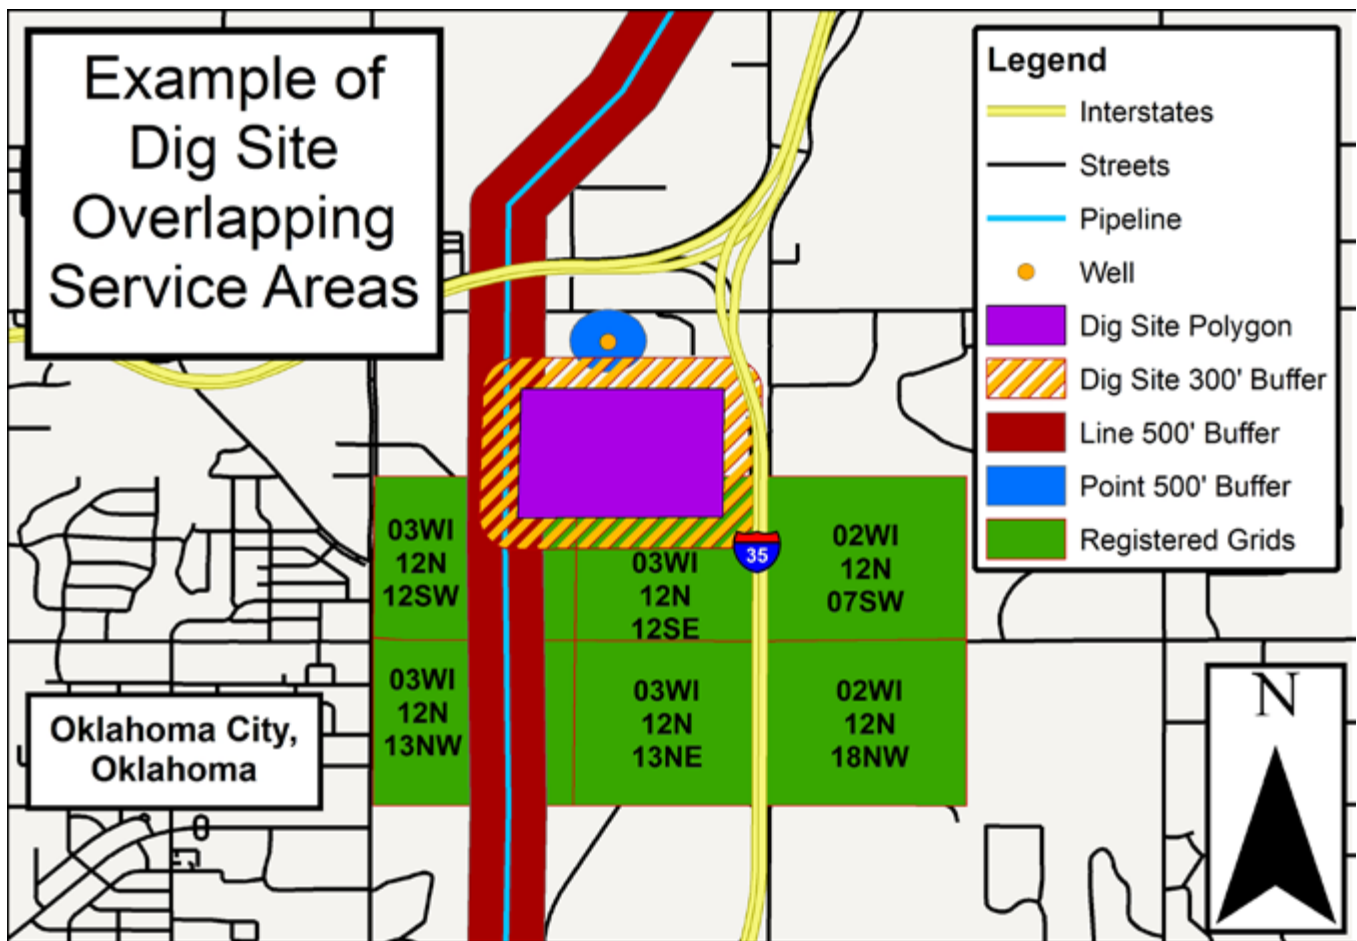 Example of
Dig Site
Overlapping
Service Areas
Legend
Interstates
Streets
Pipeline
Well
Dig Site Polygon
Dig Site 300' Buffer
Line 500' Buffer
Point 500' Buffer
Registered Grids
03WI
12N
12SW
03WI
12N
12SE
02WI
12N
07SW
35
03WI
12N
13NW
03WI
12N
13NE
02WI
12N
18NW
Oklahoma City,
Oklahoma
N